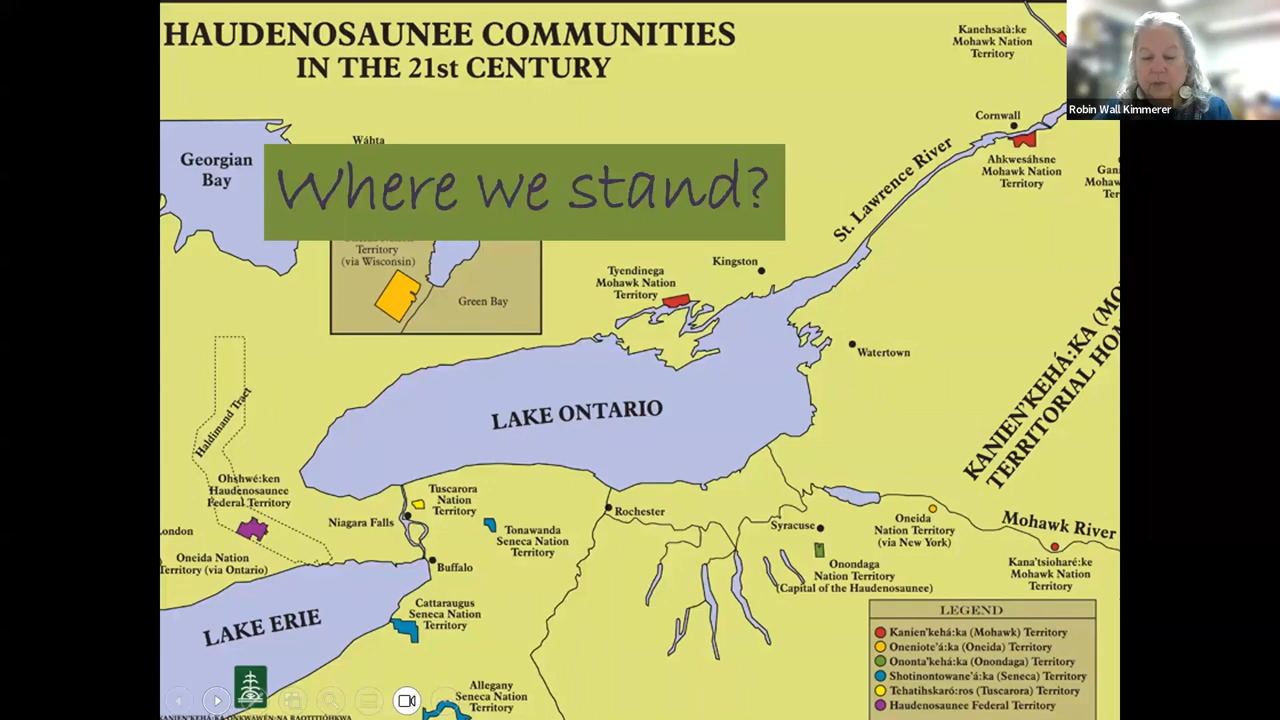 HAUDENOSAUNEE COMMUNITIES
IN THE 21st CENTURY
Kanehsatà:ke
Mohawk Nation
Territory
Robin Wall Kimmerer
Georgian
Bay
Wáhta
Where we stand?
Territory
(via Wisconsin)
Green Bay
Cornwall
Ahkwesáhsne
Mohawk Nation
Territory
St. Lawrence River
Kingston
Tyendinega
Mohawk Nation
Territory
Watertown
KANIEN'KEHÁ:KA (MO
TERRITORIAL HO
LAKE ONTARIO
Haldimand Tract
Ohshwé:ken
Haudenosaunee
Federal Territory
Oneida Nation
Territory (via Ontario)
Niagara Falls
Tuscarora
Nation
Territory
Tonawanda
Seneca Nation
Territory
Rochester
Buffalo
Syracuse
Oneida
Nation Territory
(via New York)
Mohawk River
Kana'tsioharé:ke
Mohawk Nation
Territory
Onondaga
Nation Territory
(Capital of the Haudenosaunee)
LAKE ERIE
Cattaraugus
Seneca Nation
Territory
Allegany
Seneca Nation
Territory
LEGEND
Kanien'kehá:ka (Mohawk) Territory
Oneniote'á:ka (Oneida) Territory
Ononta'kehá:ka (Onondaga) Territory
Shotinontowane'á:ka (Seneca) Territory
Tehatihskaró:ros (Tuscarora) Territory
Haudenosaunee Federal Territory